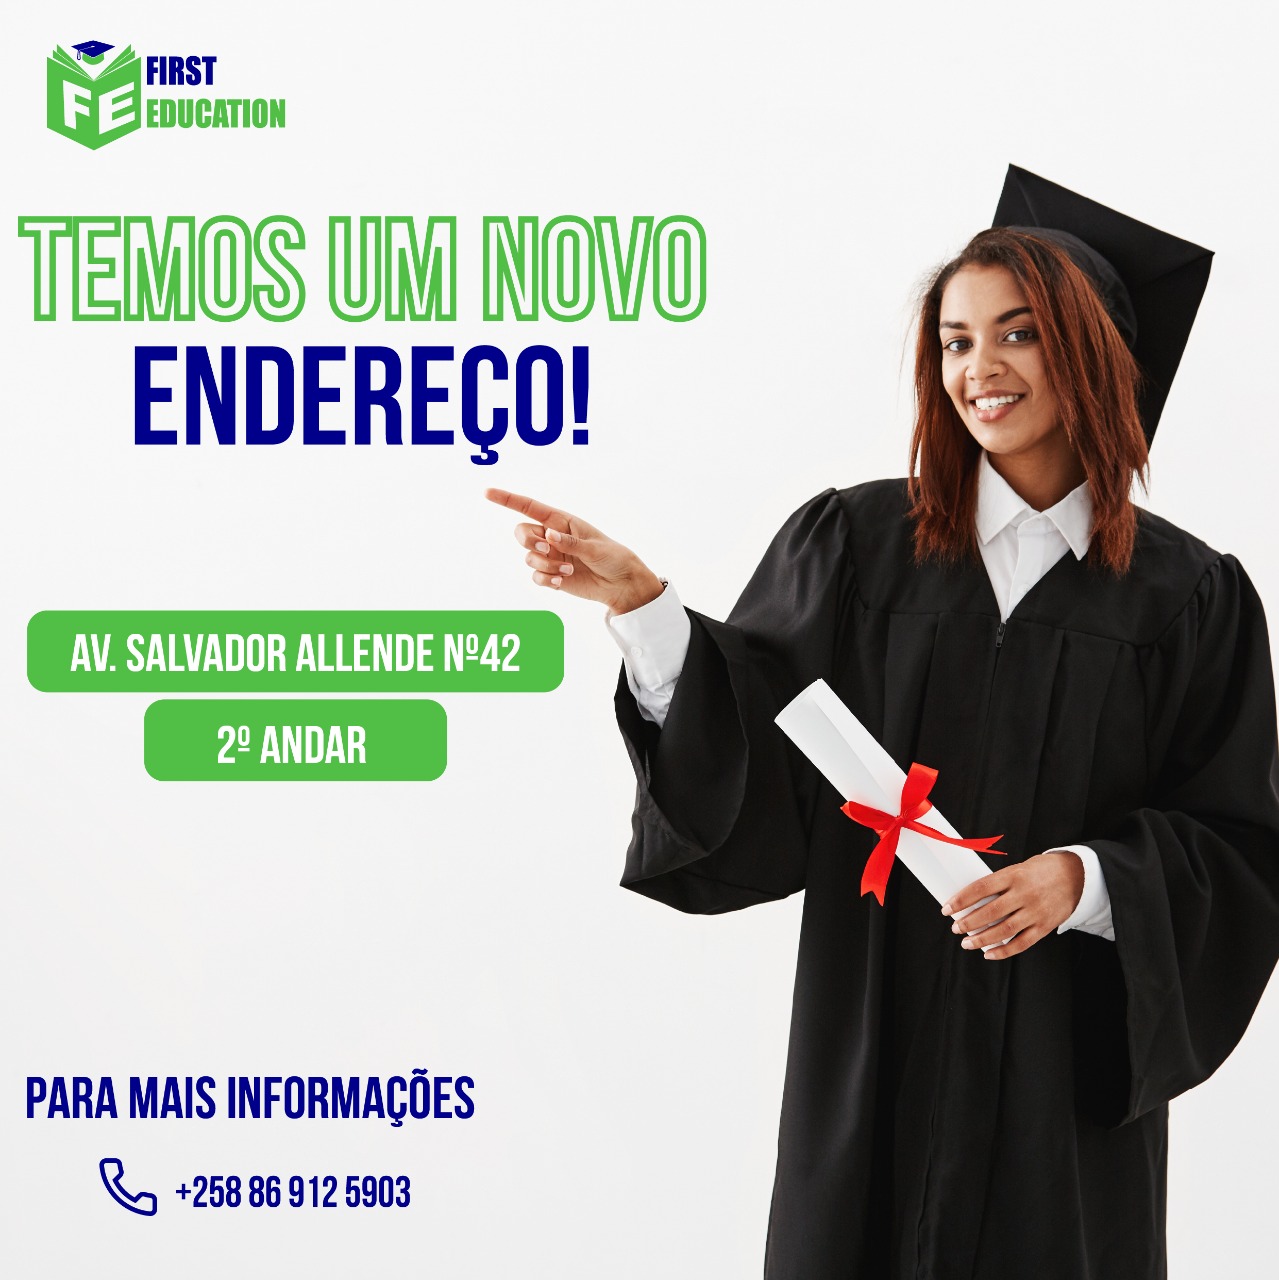 FE
FIRST
EDUCATION
TEMOS UM NOVO
ENDEREÇO!
AV. SALVADOR ALLENDE Nº42
2º ANDAR
PARA MAIS INFORMAÇÕES
+258 86 912 5903